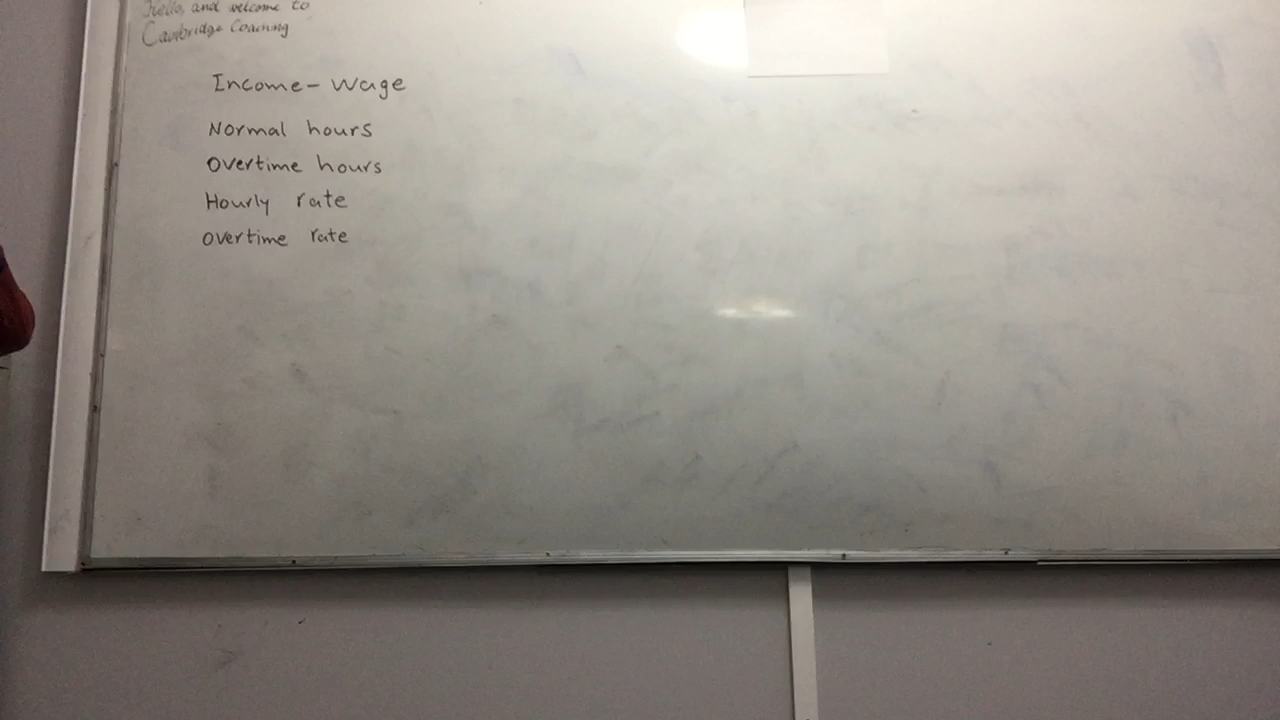 Hello, and welcome to
Cambridge Coaching
Income - Wage
Normal hours
Overtime hours
Hourly rate
Overtime rate